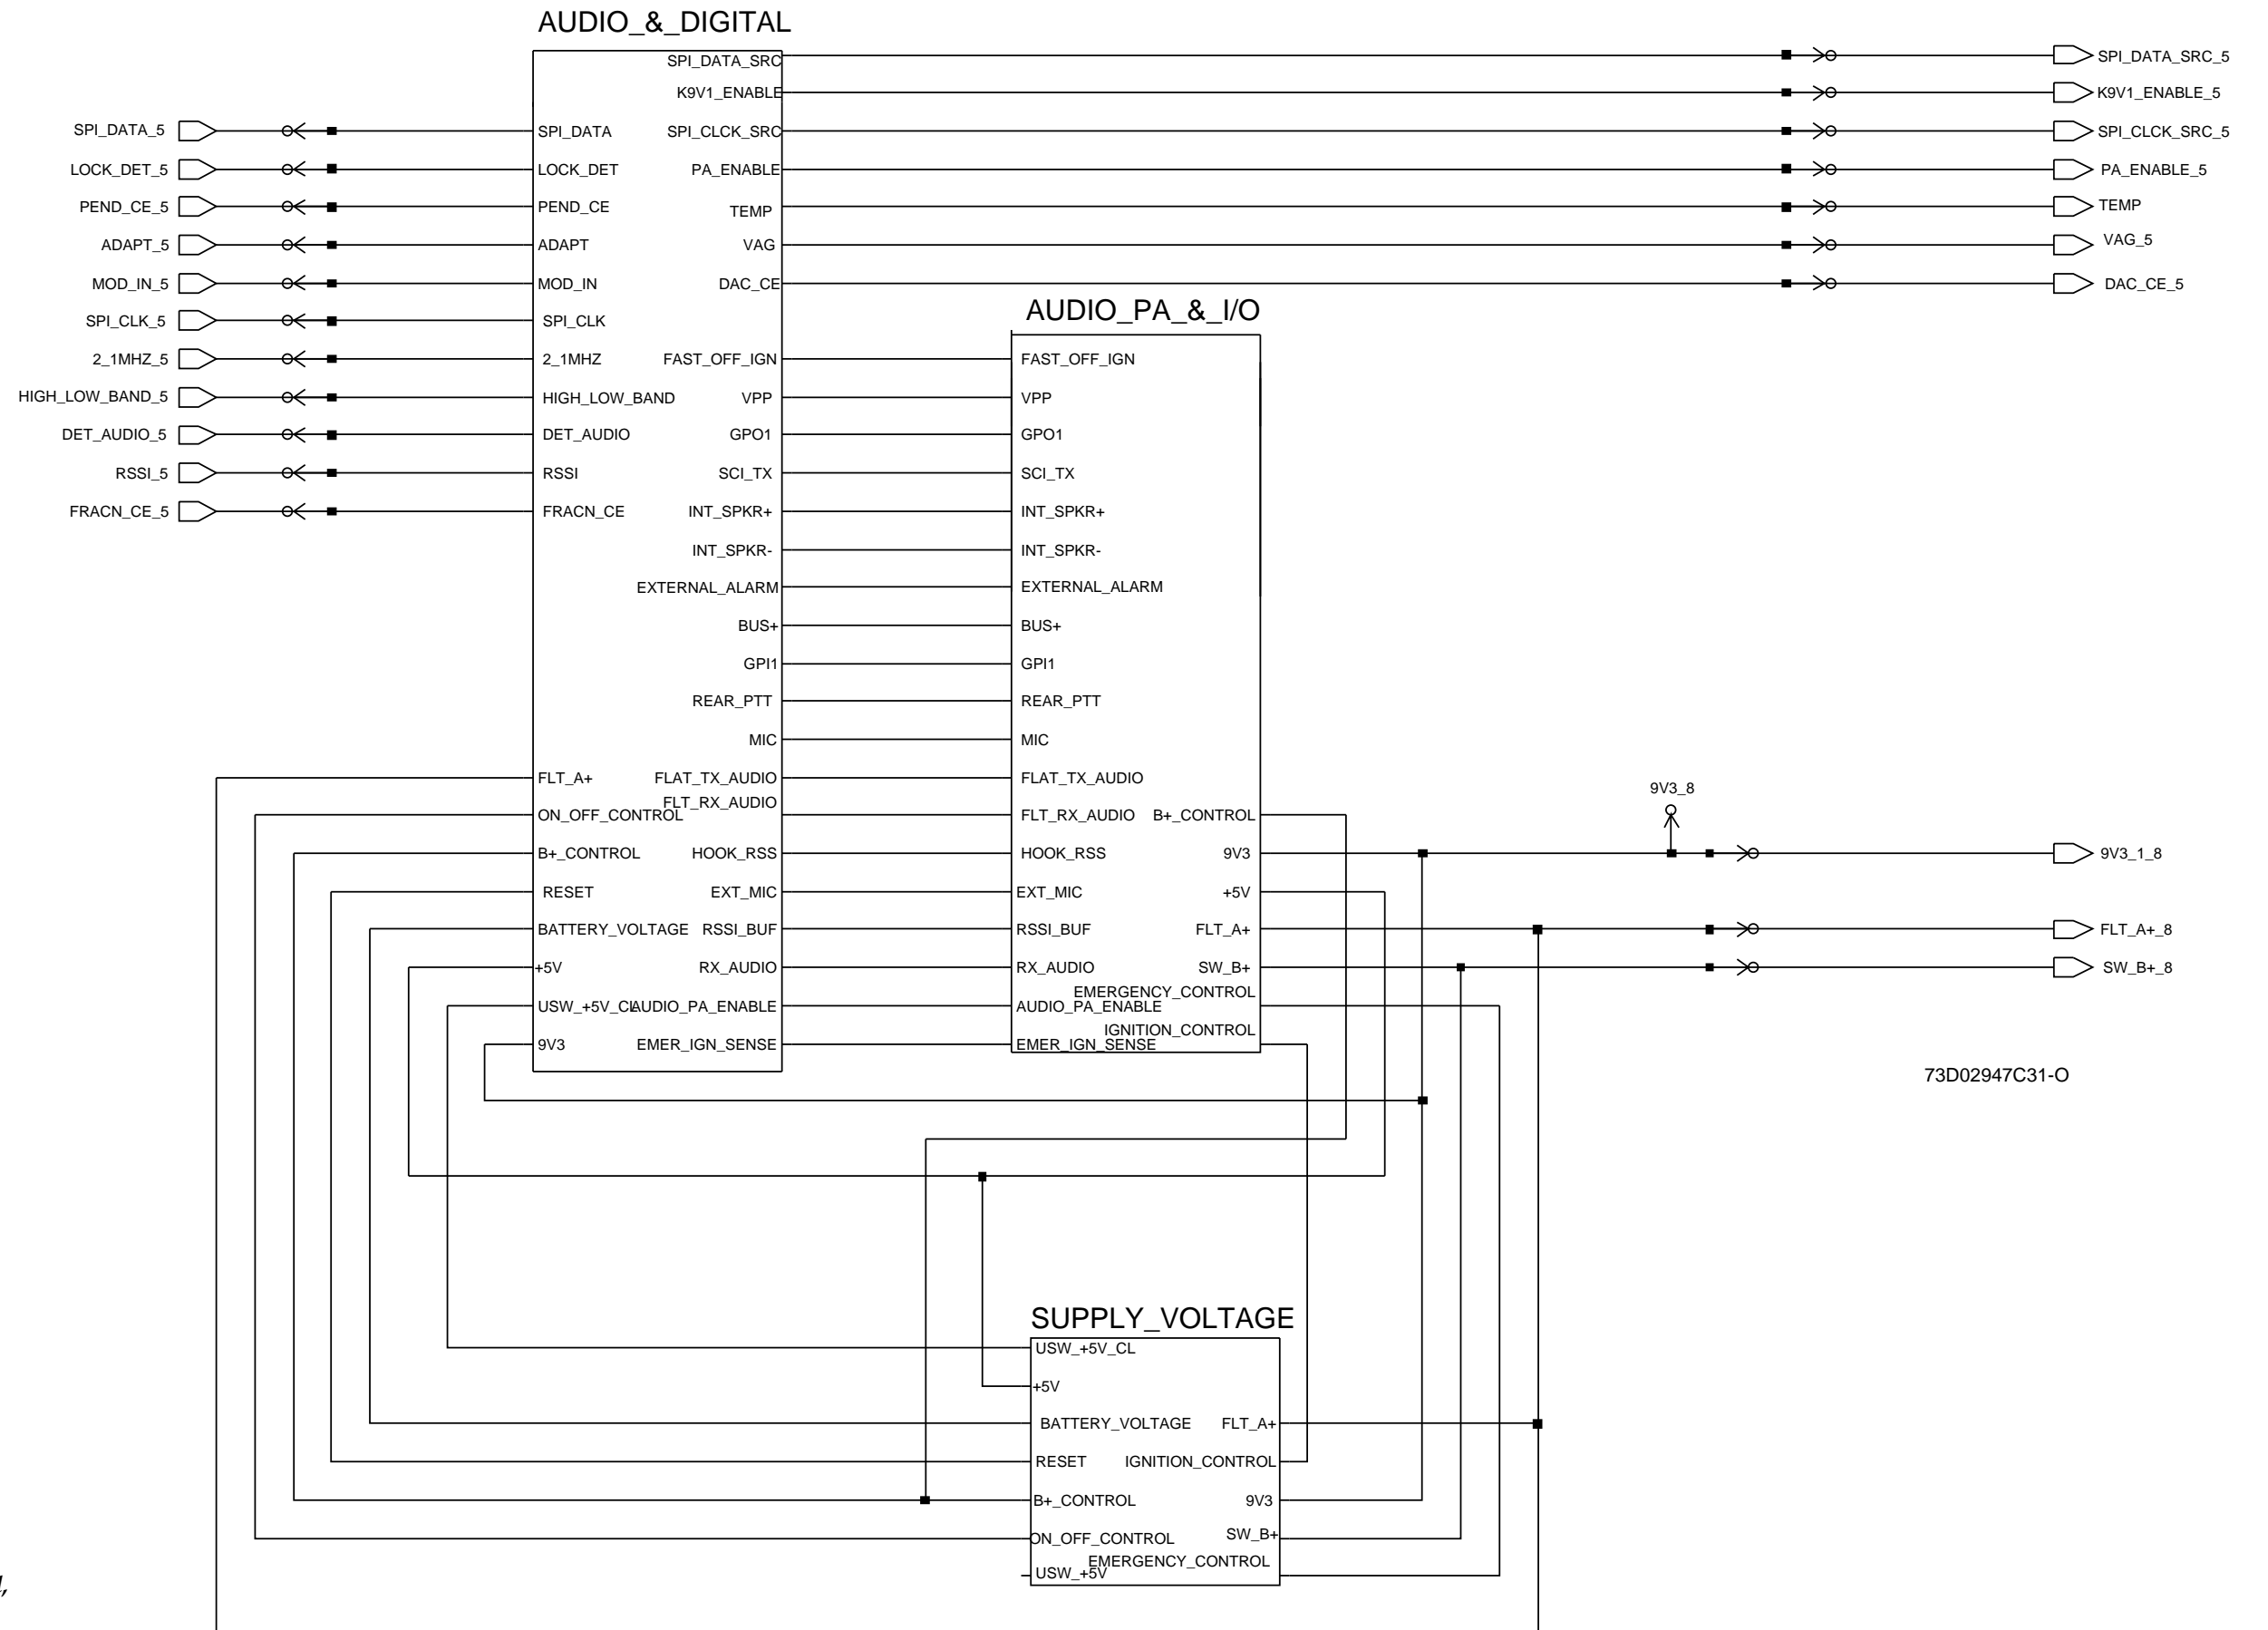 AUDIO_&_DIGITAL
SPI_DATA_SRC
K9V1_ENABLE
SPI_CLCK_SRC
PA_ENABLE
TEMP
VAG
DAC_CE
SPI_DATA_SRC_5
K9V1_ENABLE_5
SPI_CLCK_SRC_5
PA_ENABLE_5
TEMP
VAG_5
DAC_CE_5
SPI_DATA_5
LOCK_DET_5
PEND_CE_5
ADAPT_5
MOD_IN_5
SPI_CLK_5
2_1MHZ_5
HIGH_LOW_BAND_5
DET_AUDIO_5
RSSI_5
FRACN_CE_5
SPI_DATA
LOCK_DET
PEND_CE
ADAPT
MOD_IN
SPI_CLK
2_1MHZ
HIGH_LOW_BAND
DET_AUDIO
RSSI
FRACN_CE
FLT_A+
ON_OFF_CONTROL
B+_CONTROL
RESET
BATTERY_VOLTAGE
+5V
USW_+5V_CL
9V3
FAST_OFF_IGN
VPP
GPO1
SCI_TX
INT_SPKR+
INT_SPKR-
EXTERNAL_ALARM
BUS+
GPI1
REAR_PTT
MIC
FLAT_TX_AUDIO
FLT_RX_AUDIO
HOOK_RSS
EXT_MIC
RSSI_BUF
RX_AUDIO
AUDIO_PA_ENABLE
EMER_IGN_SENSE
AUDIO_PA_&_I/O
FAST_OFF_IGN
VPP
GPO1
SCI_TX
INT_SPKR+
INT_SPKR-
EXTERNAL_ALARM
BUS+
GPI1
REAR_PTT
MIC
FLAT_TX_AUDIO
FLT_RX_AUDIO
HOOK_RSS
EXT_MIC
RSSI_BUF
RX_AUDIO
AUDIO_PA_ENABLE
EMER_IGN_SENSE
B+_CONTROL
9V3
+5V
FLT_A+
SW_B+
EMERGENCY_CONTROL
IGNITION_CONTROL
9V3_8
9V3_1_8
FLT_A+_8
SW_B+_8
73D02947C31-O
SUPPLY_VOLTAGE
USW_+5V_CL
+5V
BATTERY_VOLTAGE
RESET
B+_CONTROL
ON_OFF_CONTROL
USW_+5V
FLT_A+
IGNITION_CONTROL
9V3
SW_B+
EMERGENCY_CONTROL